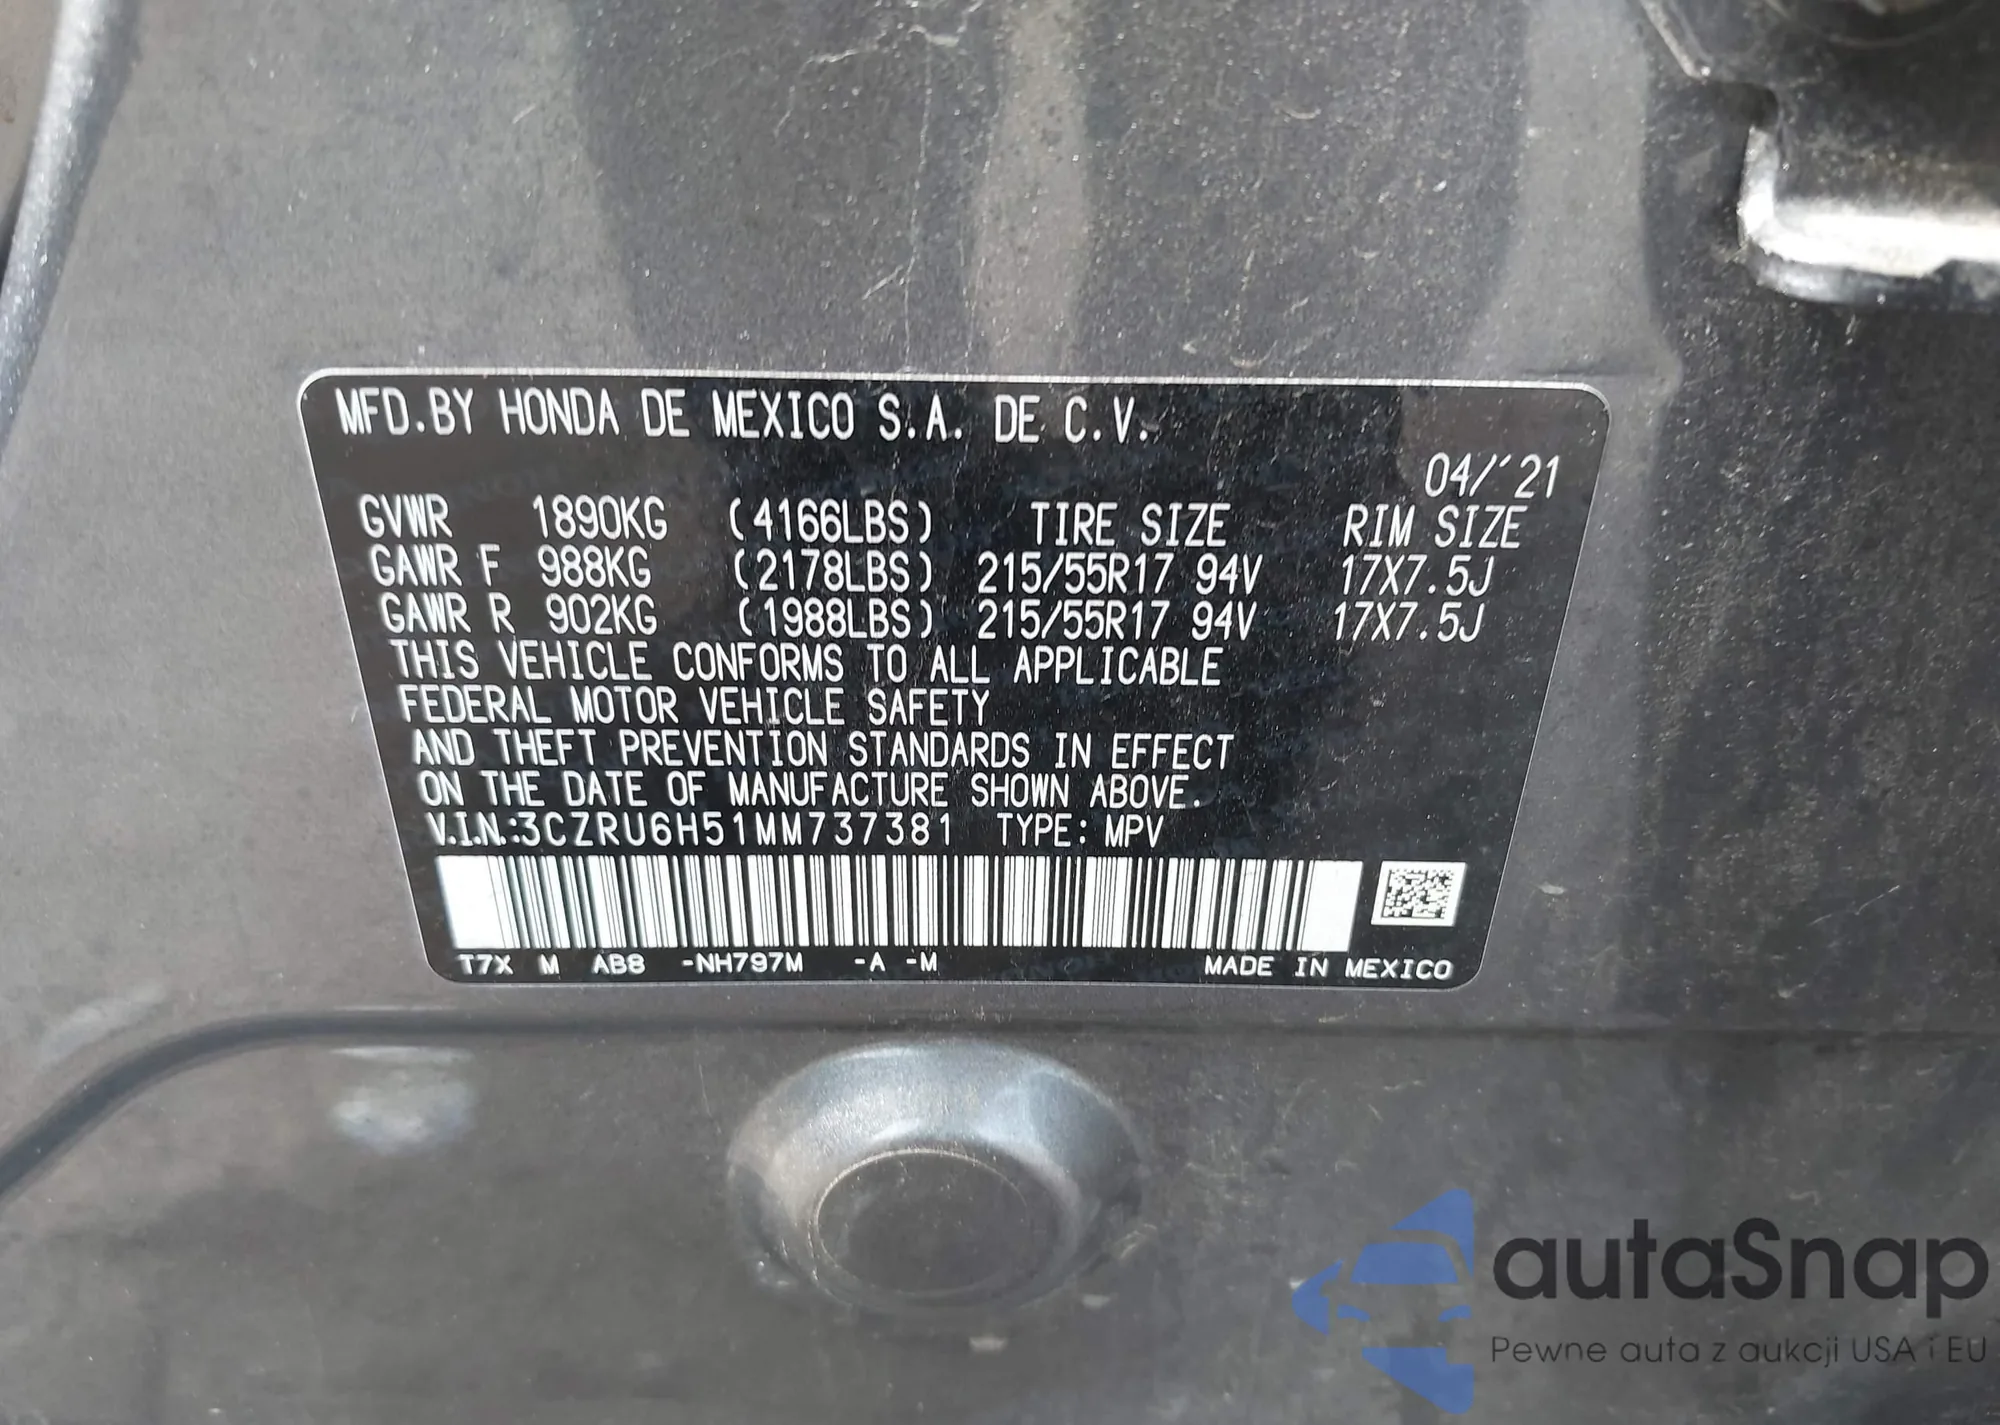 MFD.BY HONDA DE MEXICO S.A. DE C.V.
04/'21
GVWR 1890KG (4166LBS) TIRE SIZE RIM SIZE
GAWR F 988KG (2178LBS) 215/55R17 94V 17X7.5J
GAWR R 902KG (1988LBS) 215/55R17 94V 17X7.5J
THIS VEHICLE CONFORMS TO ALL APPLICABLE
FEDERAL MOTOR VEHICLE SAFETY
AND THEFT PREVENTION STANDARDS IN EFFECT
ON THE DATE OF MANUFACTURE SHOWN ABOVE.
V.I.N.:3CZRU6H51MM737381 TYPE: MPV
T7X M AB8 -NH797M -A -M MADE IN MEXICO
autaSnap
Pewne auta z aukcji USA i EU